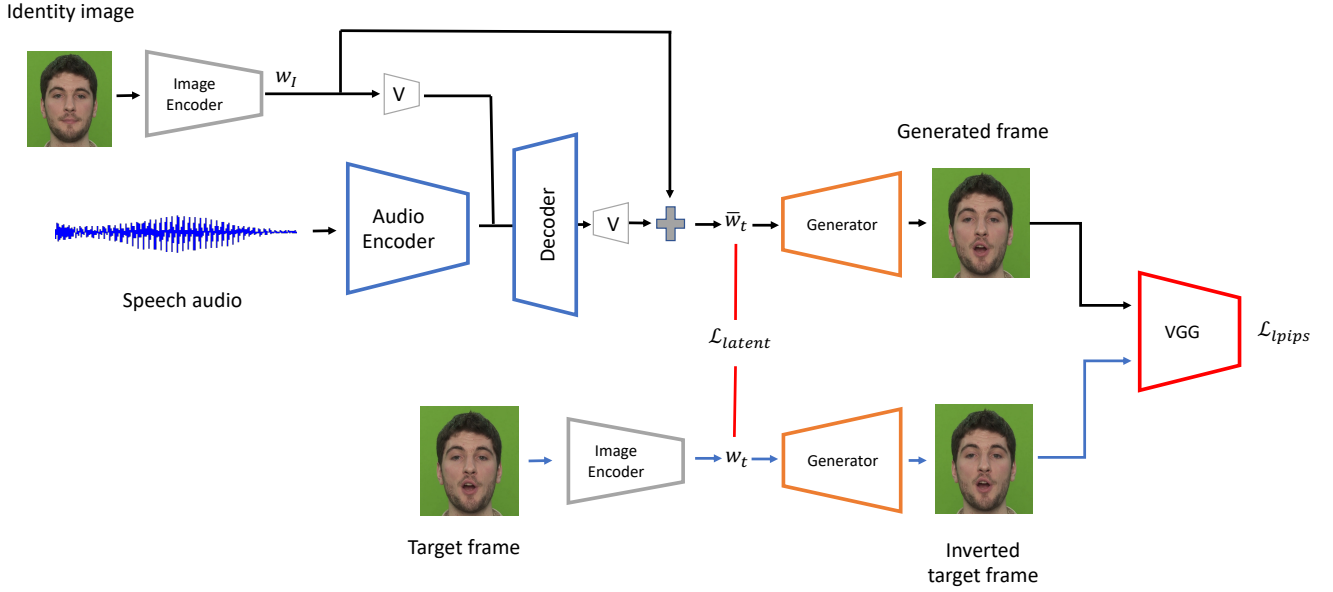 Identity image
Image
Encoder
w_I
V
Audio
Encoder
Speech audio
Decoder
V
w̅_t
Generator
Generated frame
VGG
ℒ_lpips
ℒ_latent
Target frame
Image
Encoder
w_t
Generator
Inverted
target frame